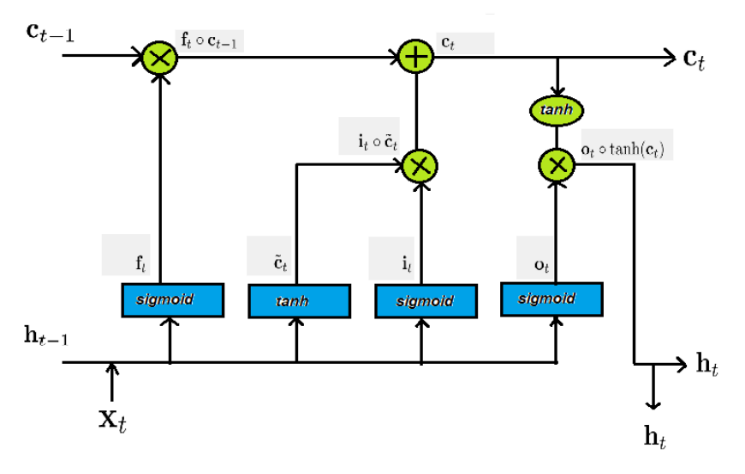 c_{t−1}
f_t ∘ c_{t−1}
c_t
c_t
tanh
i_t ∘ c̃_t
o_t ∘ tanh(c_t)
f_t
c̃_t
i_t
o_t
sigmoid
tanh
sigmoid
sigmoid
h_{t−1}
h_t
x_t
h_t